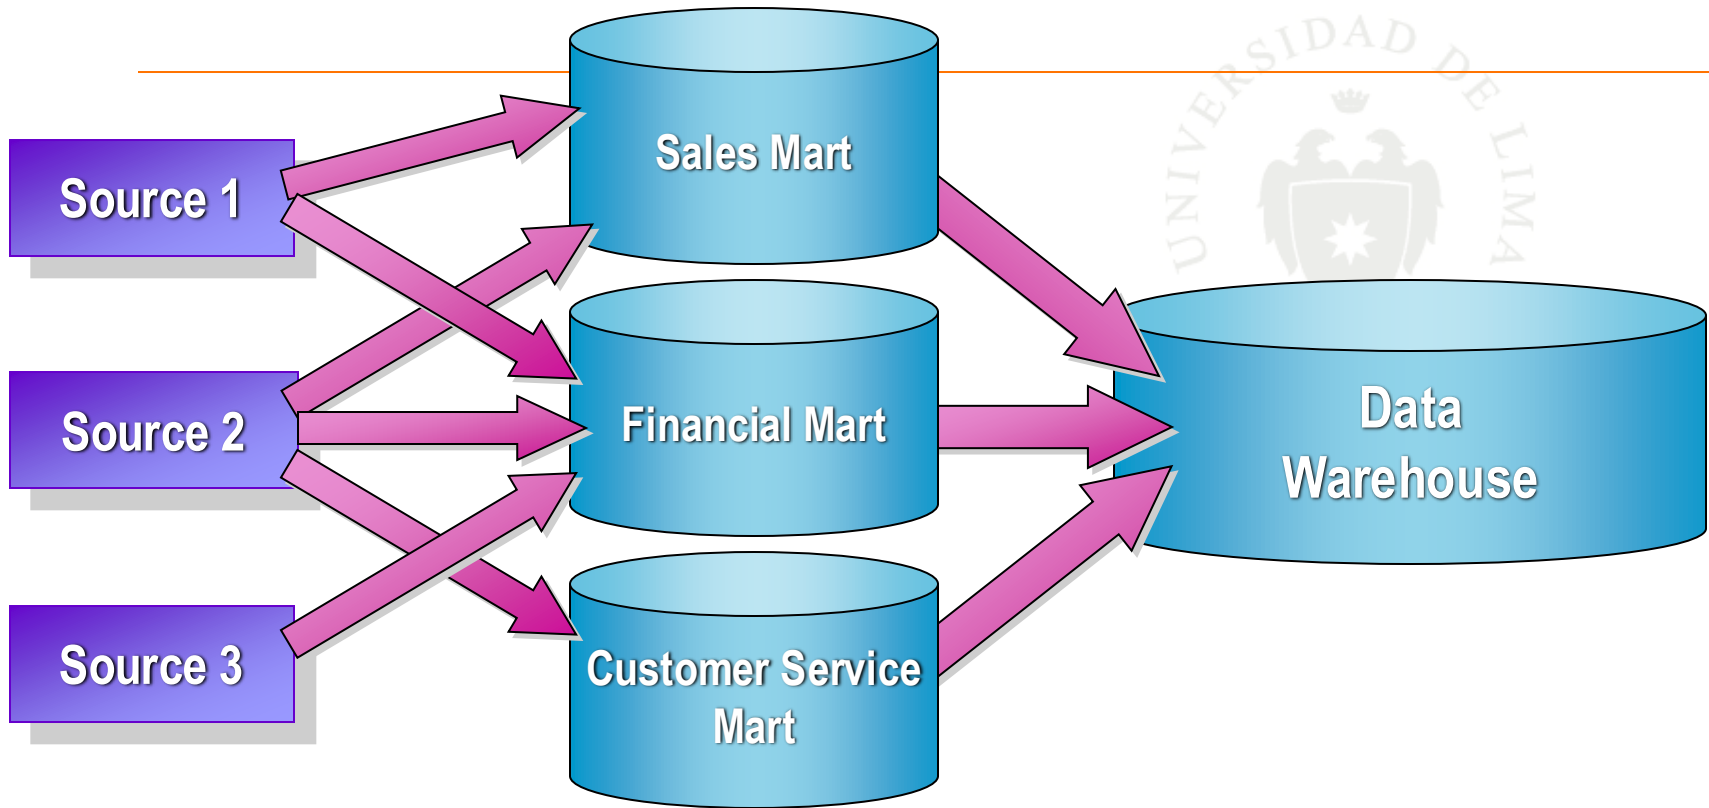 UNIVERSIDAD DE LIMA
Sales Mart
Source 1
Financial Mart
Source 2
Data
Warehouse
Source 3
Customer Service
Mart